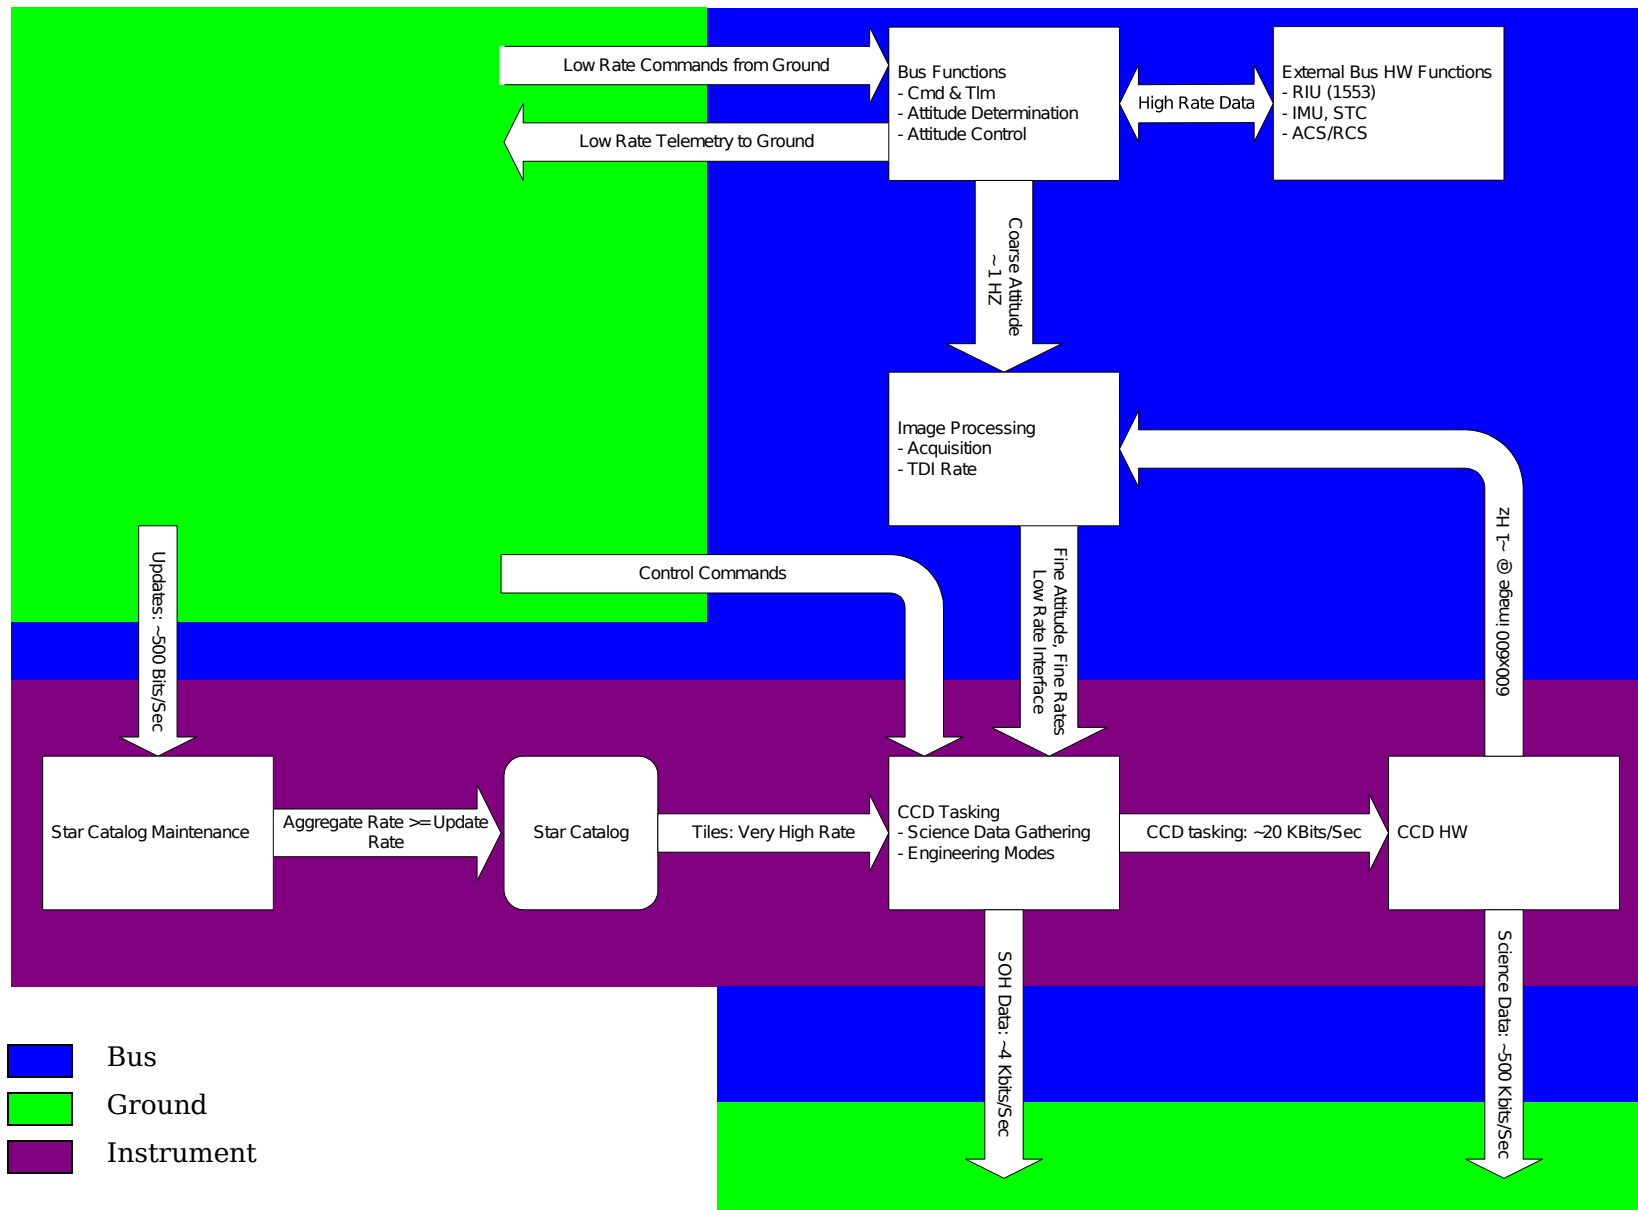 Low Rate Commands from Ground
Low Rate Telemetry to Ground
Bus Functions
- Cmd & Tlm
- Attitude Determination
- Attitude Control
High Rate Data
External Bus HW Functions
- RIU (1553)
- IMU, STC
- ACS/RCS
Coarse Attitude
~1 HZ
Image Processing
- Acquisition
- TDI Rate
600x600 image @ ~1 Hz
Updates: ~500 Bits/Sec
Control Commands
Fine Attitude, Fine Rates
Low Rate Interface
Star Catalog Maintenance
Aggregate Rate >= Update
Rate
Star Catalog
Tiles: Very High Rate
CCD Tasking
- Science Data Gathering
- Engineering Modes
CCD tasking: ~20 KBits/Sec
CCD HW
SOH Data: ~4 Kbits/Sec
Science Data: ~500 Kbits/Sec
Bus
Ground
Instrument